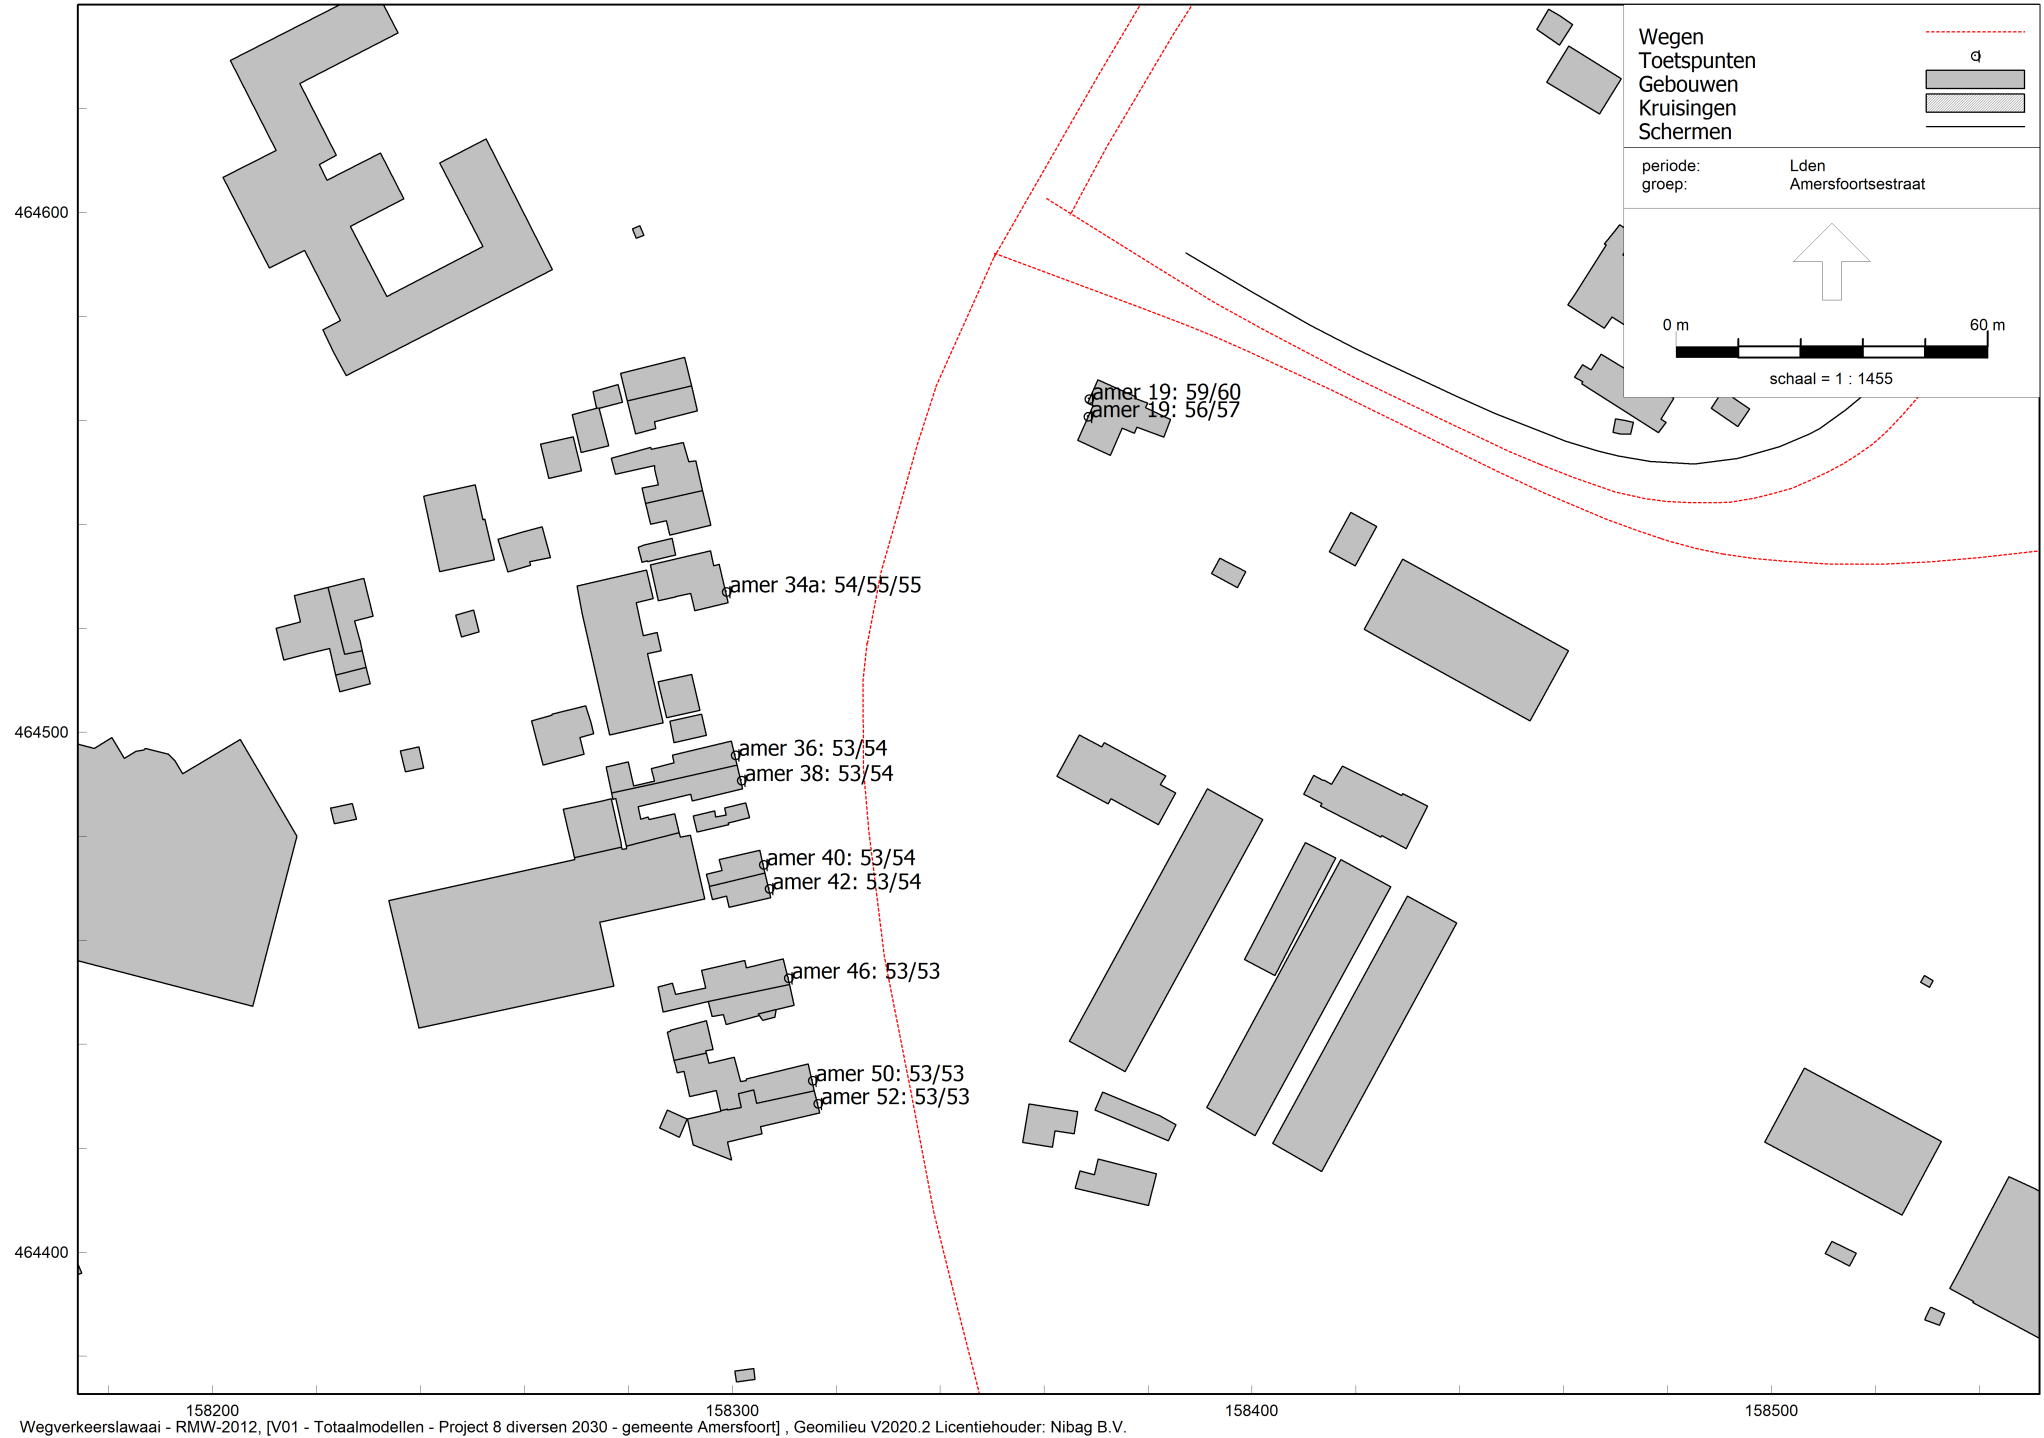 Wegen
Toetspunten
Gebouwen
Kruisingen
Schermen
periode: Lden
groep: Amersfoortsestraat
0 m 60 m
schaal = 1 : 1455
464600
amer 19: 59/60
amer 19: 56/57
amer 34a: 54/55/55
464500
amer 36: 53/54
amer 38: 53/54
amer 40: 53/54
amer 42: 53/54
amer 46: 53/53
amer 50: 53/53
amer 52: 53/53
464400
158200 158300 158400 158500
Wegverkeerslawaai - RMW-2012, [V01 - Totaalmodellen - Project 8 diversen 2030 - gemeente Amersfoort] , Geomilieu V2020.2 Licentiehouder: Nibag B.V.